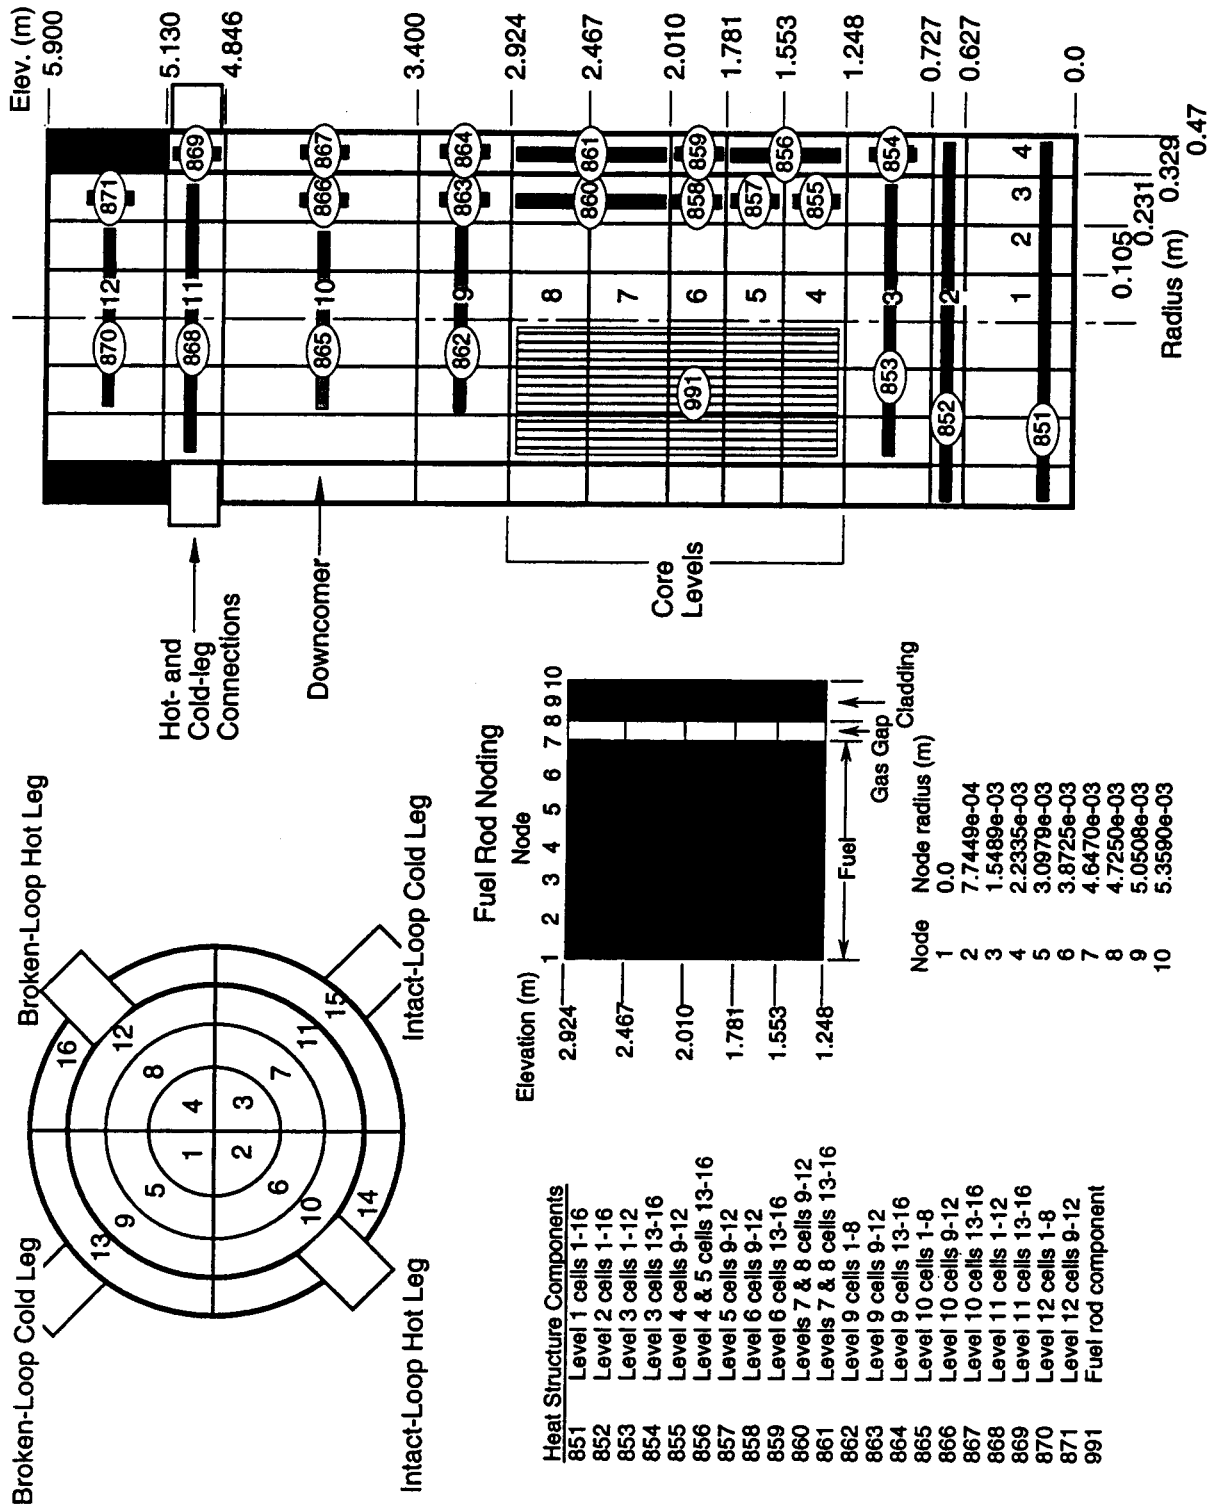 Broken-Loop Cold Leg
Broken-Loop Hot Leg
Intact-Loop Hot Leg
Intact-Loop Cold Leg
1
2
3
4
5
6
7
8
9
10
11
12
13
14
15
16
Hot- and
Cold-leg
Connections
Downcomer
Core
Levels
Elev. (m)
5.900
5.130
4.846
3.400
2.924
2.467
2.010
1.781
1.553
1.248
0.727
0.627
0.0
870
12
871
868
11
869
865
10
866
867
862
9
863
864
8
860
861
7
991
6
858
859
5
857
856
4
855
853
3
854
852
2
851
1
2
3
4
0.105
0.231
0.329
0.47
Radius (m)
Heat Structure Components
851 Level 1 cells 1-16
852 Level 2 cells 1-16
853 Level 3 cells 1-12
854 Level 3 cells 13-16
855 Level 4 cells 9-12
856 Level 4 & 5 cells 13-16
857 Level 5 cells 9-12
858 Level 6 cells 9-12
859 Level 6 cells 13-16
860 Levels 7 & 8 cells 9-12
861 Levels 7 & 8 cells 13-16
862 Level 9 cells 1-8
863 Level 9 cells 9-12
864 Level 9 cells 13-16
865 Level 10 cells 1-8
866 Level 10 cells 9-12
867 Level 10 cells 13-16
868 Level 11 cells 1-12
869 Level 11 cells 13-16
870 Level 12 cells 1-8
871 Level 12 cells 9-12
991 Fuel rod component
Fuel Rod Noding
Node
1 2 3 4 5 6 7 8 9 10
Elevation (m)
2.924
2.467
2.010
1.781
1.553
1.248
Fuel
Gas Gap
Cladding
Node Node radius (m)
1 0.0
2 7.7449e-04
3 1.5489e-03
4 2.2335e-03
5 3.0979e-03
6 3.8725e-03
7 4.6470e-03
8 4.7250e-03
9 5.0508e-03
10 5.3590e-03